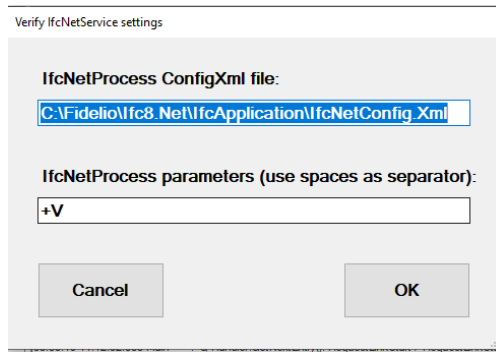 Verify IfcNetService settings
IfcNetProcess ConfigXml file:
C:\Fidelio\Ifc8.Net\IfcApplication\IfcNetConfig.Xml
IfcNetProcess parameters (use spaces as separator):
+V
Cancel
OK